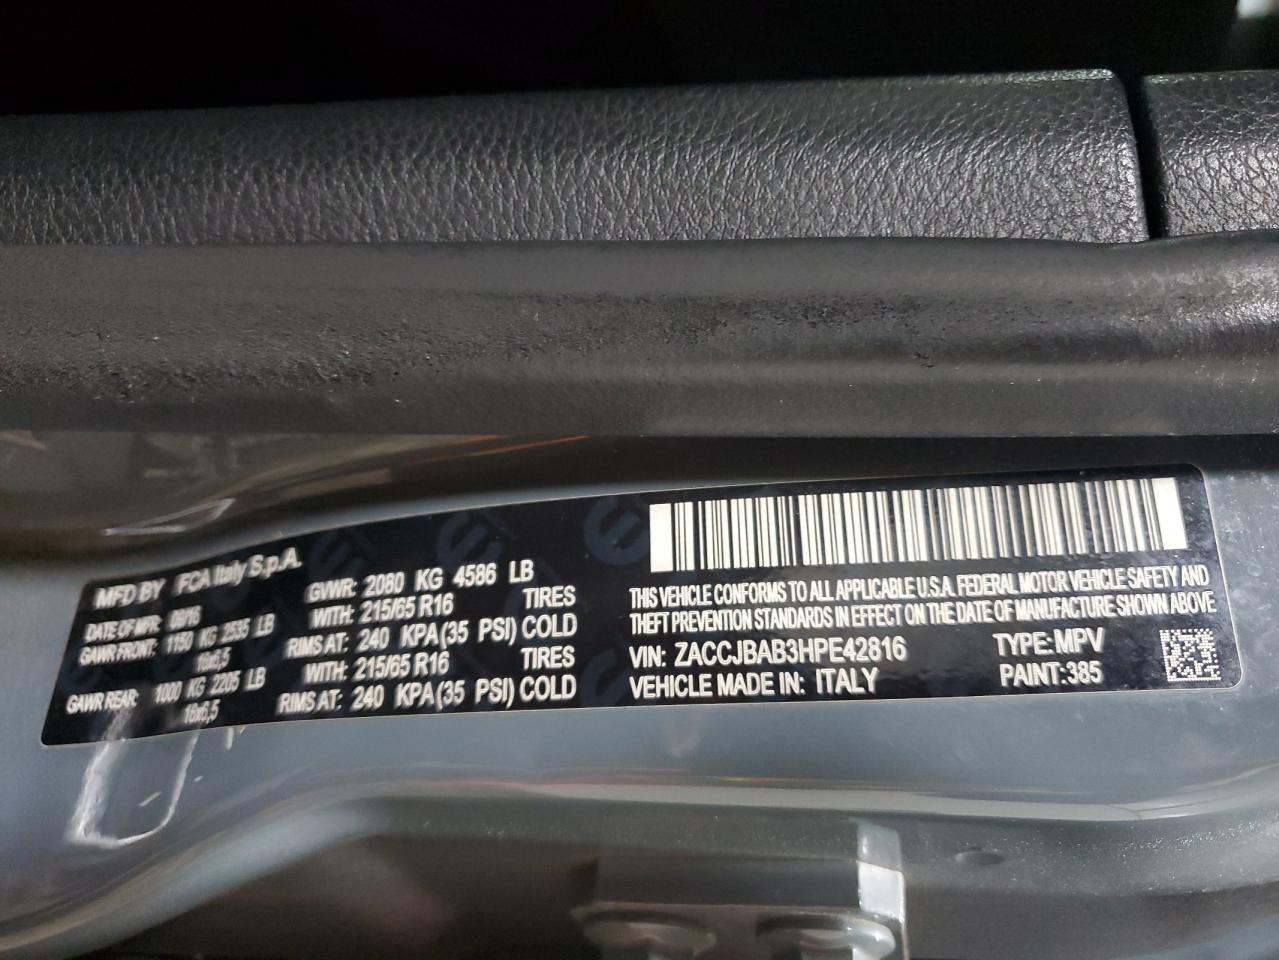 MFD BY FCA Italy S.p.A.
DATE OF MFR: 09/16 GVWR: 2080 KG 4586 LB
GAWR FRONT: 1150 KG 2535 LB WITH: 215/65 R16 TIRES
16x6,5 RIMS AT: 240 KPA (35 PSI) COLD
GAWR REAR: 1000 KG 2205 LB WITH: 215/65 R16 TIRES
16x6,5 RIMS AT: 240 KPA (35 PSI) COLD
THIS VEHICLE CONFORMS TO ALL APPLICABLE U.S.A. FEDERAL MOTOR VEHICLE SAFETY AND
THEFT PREVENTION STANDARDS IN EFFECT ON THE DATE OF MANUFACTURE SHOWN ABOVE
VIN: ZACCJBAB3HPE42816 TYPE: MPV
VEHICLE MADE IN: ITALY PAINT: 385